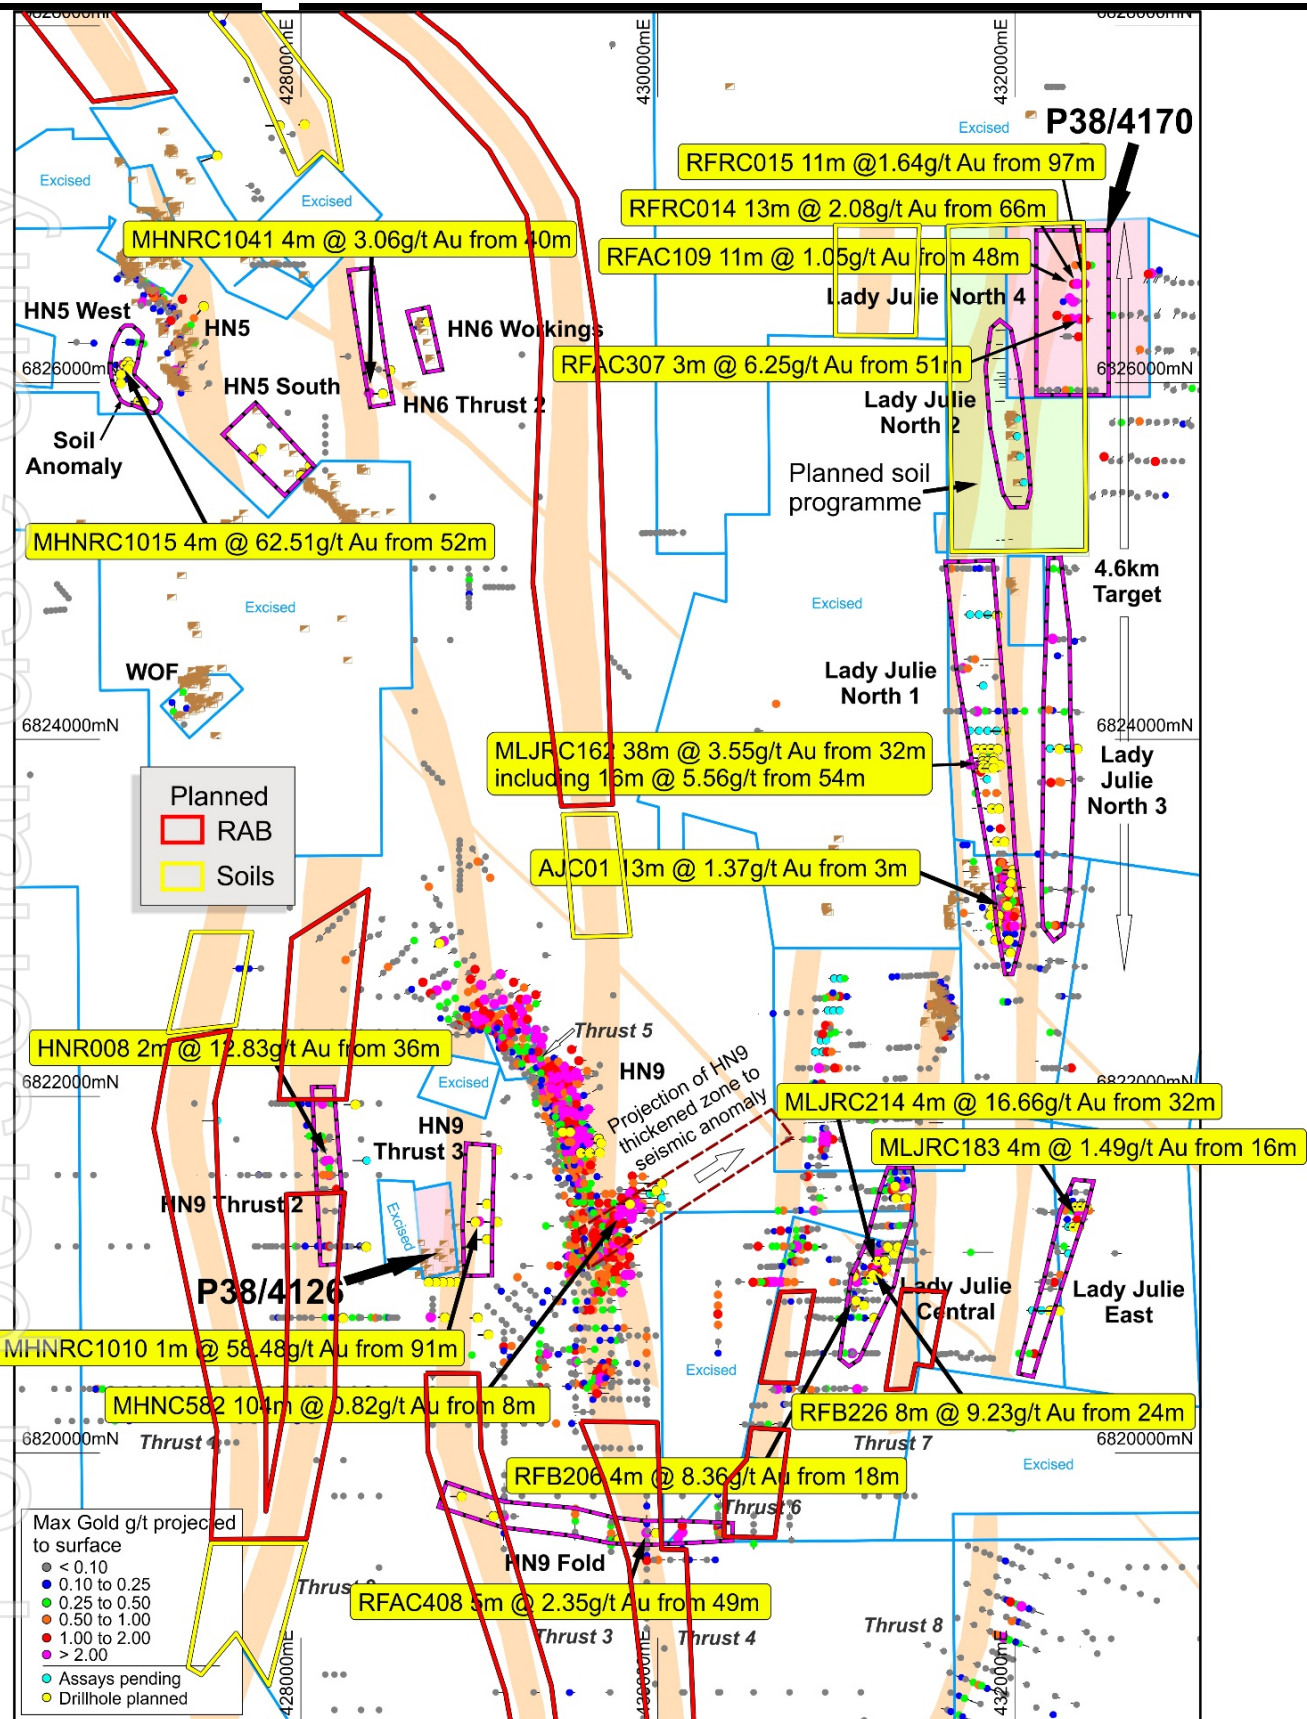 6828000mN
6828000mN
428000mE
430000mE
432000mE
Excised
P38/4170
RFRC015 11m @1.64g/t Au from 97m
Excised
Excised
RFRC014 13m @ 2.08g/t Au from 66m
MHNRC1041 4m @ 3.06g/t Au from 40m
RFAC109 11m @ 1.05g/t Au from 48m
Lady Julie North 4
HN5 West
HN5
HN6 Workings
6826000mN
RFAC307 3m @ 6.25g/t Au from 51m
6826000mN
HN5 South
HN6 Thrust 2
Lady Julie
North 2
Soil
Anomaly
Planned soil
programme
MHNRC1015 4m @ 62.51g/t Au from 52m
4.6km
Target
Excised
Excised
WOF
Lady Julie
North 1
6824000mN
6824000mN
MLJRC162 38m @ 3.55g/t Au from 32m
including 16m @ 5.56g/t from 54m
Lady
Julie
North 3
Planned
RAB
Soils
AJC01 13m @ 1.37g/t Au from 3m
Thrust 5
HNR008 2m @ 12.83g/t Au from 36m
HN9
Projection of HN9
thickened zone to
seismic anomaly
6822000mN
Excised
6822000mN
MLJRC214 4m @ 16.66g/t Au from 32m
HN9
Thrust 3
MLJRC183 4m @ 1.49g/t Au from 16m
HN9 Thrust 2
Excised
P38/4126
Lady Julie
Central
Lady Julie
East
MHNRC1010 1m @ 58.48g/t Au from 91m
Excised
MHNC582 104m @ 0.82g/t Au from 8m
RFB226 8m @ 9.23g/t Au from 24m
6820000mN
Thrust 1
Thrust 7
6820000mN
Excised
RFB206 4m @ 8.36g/t Au from 18m
Thrust 6
Max Gold g/t projected
to surface
< 0.10
0.10 to 0.25
0.25 to 0.50
0.50 to 1.00
1.00 to 2.00
> 2.00
Assays pending
Drillhole planned
HN9 Fold
Thrust 2
RFAC408 5m @ 2.35g/t Au from 49m
Thrust 3
Thrust 4
Thrust 8
428000mE
430000mE
432000mE